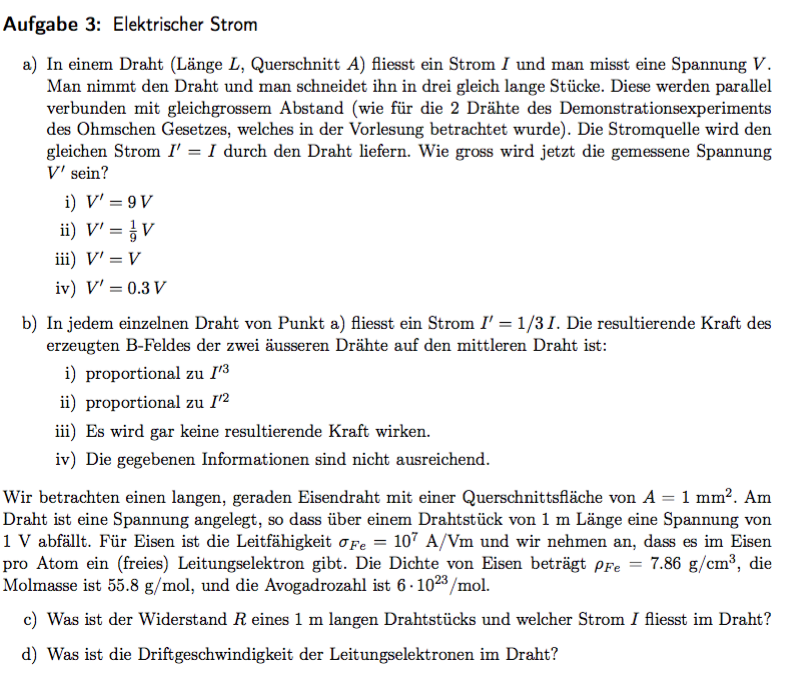 Aufgabe 3: Elektrischer Strom
a) In einem Draht (Länge L, Querschnitt A) fliesst ein Strom I und man misst eine Spannung V.
Man nimmt den Draht und man schneidet ihn in drei gleich lange Stücke. Diese werden parallel
verbunden mit gleichgrossem Abstand (wie für die 2 Drähte des Demonstrationsexperiments
des Ohmschen Gesetzes, welches in der Vorlesung betrachtet wurde). Die Stromquelle wird den
gleichen Strom I′ = I durch den Draht liefern. Wie gross wird jetzt die gemessene Spannung
V′ sein?
i) V′ = 9 V
ii) V′ = 1/9 V
iii) V′ = V
iv) V′ = 0.3 V
b) In jedem einzelnen Draht von Punkt a) fliesst ein Strom I′ = 1/3 I. Die resultierende Kraft des
erzeugten B-Feldes der zwei äusseren Drähte auf den mittleren Draht ist:
i) proportional zu I′³
ii) proportional zu I′²
iii) Es wird gar keine resultierende Kraft wirken.
iv) Die gegebenen Informationen sind nicht ausreichend.
Wir betrachten einen langen, geraden Eisendraht mit einer Querschnittsfläche von A = 1 mm². Am
Draht ist eine Spannung angelegt, so dass über einem Drahtstück von 1 m Länge eine Spannung von
1 V abfällt. Für Eisen ist die Leitfähigkeit σFe = 10⁷ A/Vm und wir nehmen an, dass es im Eisen
pro Atom ein (freies) Leitungselektron gibt. Die Dichte von Eisen beträgt ρFe = 7.86 g/cm³, die
Molmasse ist 55.8 g/mol, und die Avogadrozahl ist 6 · 10²³/mol.
c) Was ist der Widerstand R eines 1 m langen Drahtstücks und welcher Strom I fliesst im Draht?
d) Was ist die Driftgeschwindigkeit der Leitungselektronen im Draht?